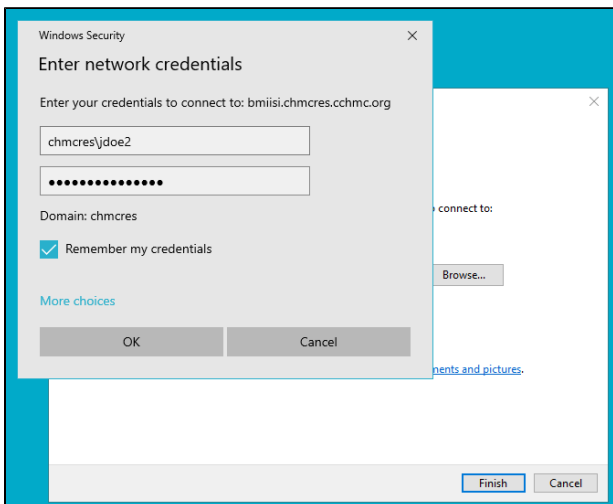 Windows Security
Enter network credentials
Enter your credentials to connect to: bmiisi.chmcres.cchmc.org
chmcres\jdoe2
●●●●●●●●●●●●●●●
Domain: chmcres
connect to:
Remember my credentials
Browse...
More choices
OK
Cancel
ments and pictures.
Finish
Cancel